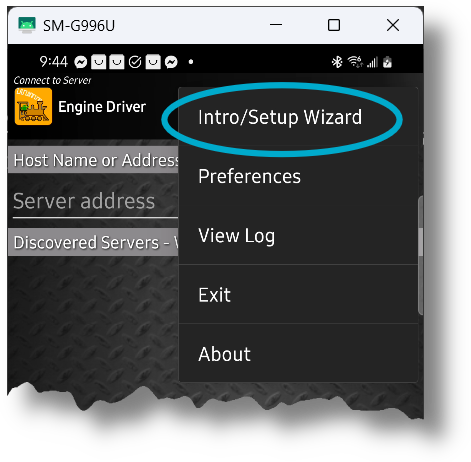 SM-G996U
9:44
Connect to Server
Engine Driver
Host Name or Address
Server address
Discovered Servers - W
Intro/Setup Wizard
Preferences
View Log
Exit
About